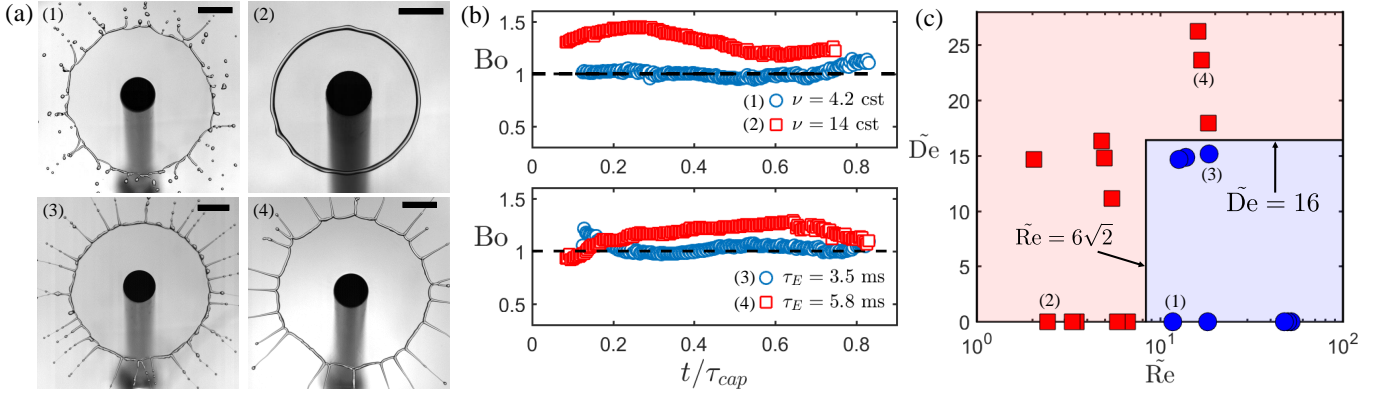 (a)
(1)
(2)
(3)
(4)
(b)
1.5
Bo
1
0.5
(1) ν = 4.2 cst
(2) ν = 14 cst
0 0.2 0.4 0.6 0.8
1.5
Bo
1
0.5
(3) τ_E = 3.5 ms
(4) τ_E = 5.8 ms
0 0.2 0.4 0.6 0.8
t/τ_cap
(c)
25
20
15
10
5
0
D̃e
(4)
(3)
D̃e = 16
R̃e = 6√2
(2)
(1)
10^0 10^1 10^2
R̃e